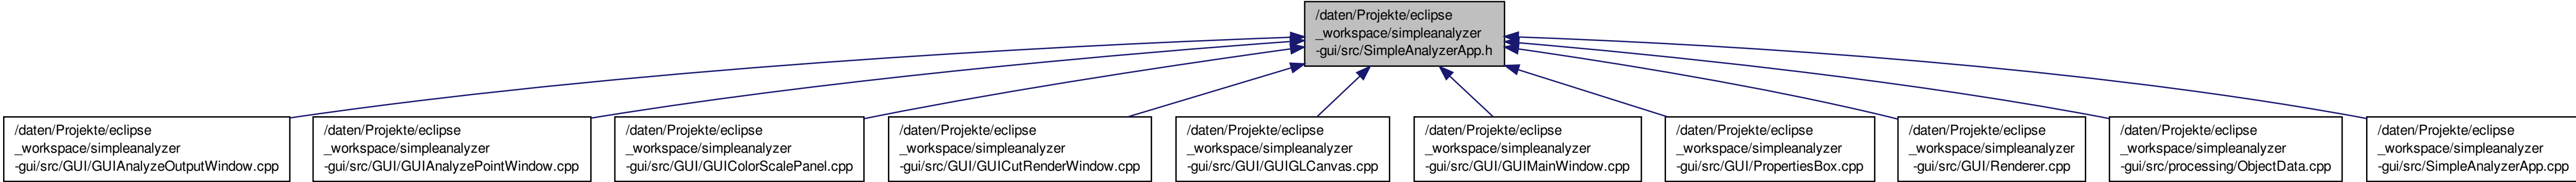 /daten/Projekte/eclipse
_workspace/simpleanalyzer
-gui/src/SimpleAnalyzerApp.h
/daten/Projekte/eclipse
_workspace/simpleanalyzer
-gui/src/GUI/GUIAnalyzeOutputWindow.cpp
/daten/Projekte/eclipse
_workspace/simpleanalyzer
-gui/src/GUI/GUIAnalyzePointWindow.cpp
/daten/Projekte/eclipse
_workspace/simpleanalyzer
-gui/src/GUI/GUIColorScalePanel.cpp
/daten/Projekte/eclipse
_workspace/simpleanalyzer
-gui/src/GUI/GUICutRenderWindow.cpp
/daten/Projekte/eclipse
_workspace/simpleanalyzer
-gui/src/GUI/GUIGLCanvas.cpp
/daten/Projekte/eclipse
_workspace/simpleanalyzer
-gui/src/GUI/GUIMainWindow.cpp
/daten/Projekte/eclipse
_workspace/simpleanalyzer
-gui/src/GUI/PropertiesBox.cpp
/daten/Projekte/eclipse
_workspace/simpleanalyzer
-gui/src/GUI/Renderer.cpp
/daten/Projekte/eclipse
_workspace/simpleanalyzer
-gui/src/processing/ObjectData.cpp
/daten/Projekte/eclipse
_workspace/simpleanalyzer
-gui/src/SimpleAnalyzerApp.cpp